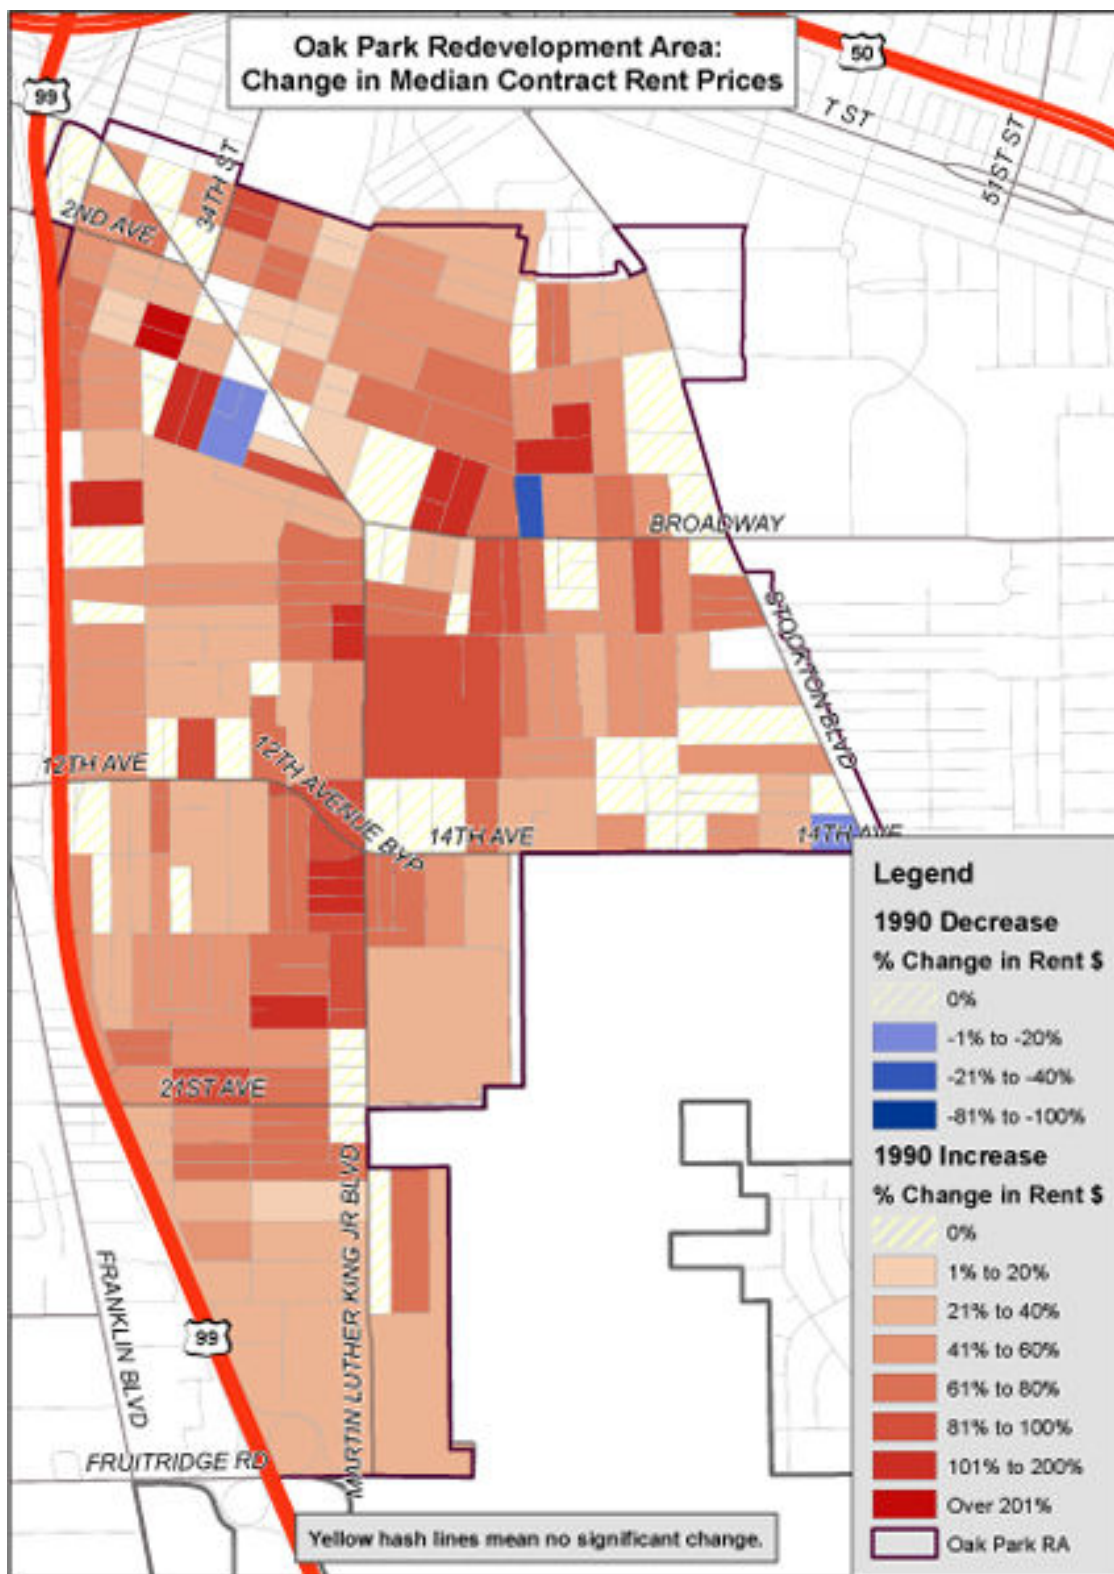 Oak Park Redevelopment Area:
Change in Median Contract Rent Prices
50
99
T ST
51ST ST
34TH ST
2ND AVE
BROADWAY
STOCKTON BLVD
12TH AVE
12TH AVENUE BYP
14TH AVE
14TH AVE
21ST AVE
MARTIN LUTHER KING JR BLVD
FRANKLIN BLVD
99
FRUITRIDGE RD
Yellow hash lines mean no significant change.
Legend
1990 Decrease
% Change in Rent $
0%
-1% to -20%
-21% to -40%
-81% to -100%
1990 Increase
% Change in Rent $
0%
1% to 20%
21% to 40%
41% to 60%
61% to 80%
81% to 100%
101% to 200%
Over 201%
Oak Park RA